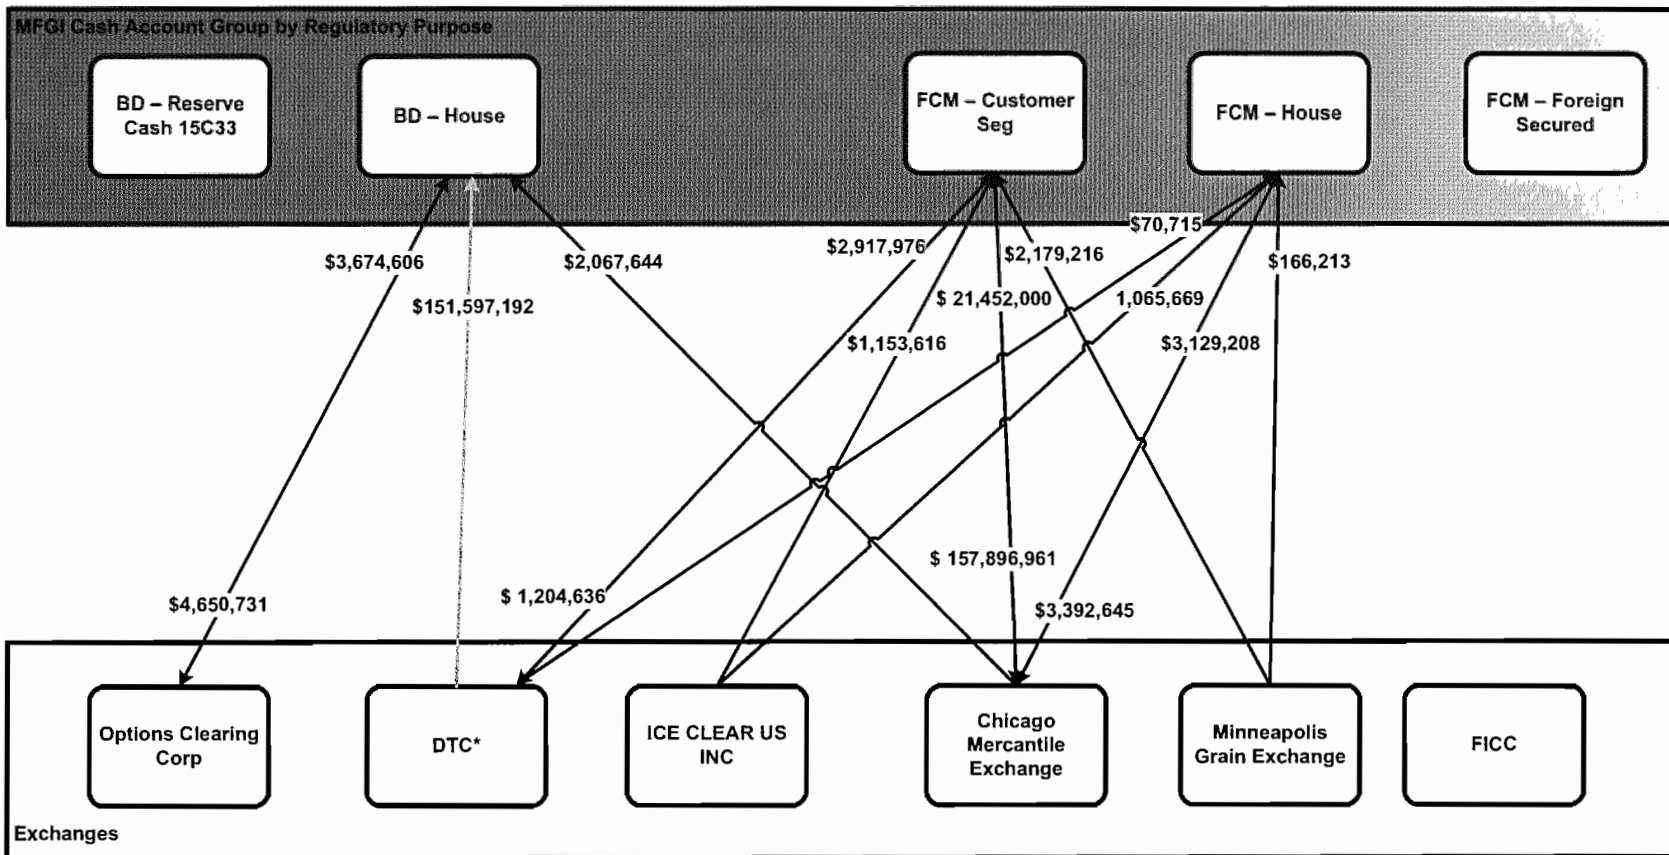 MFGI Cash Account Group by Regulatory Purpose
BD – Reserve
Cash 15C33
BD – House
FCM – Customer
Seg
FCM – House
FCM – Foreign
Secured
$3,674,606
$151,597,192
$2,067,644
$2,917,976
$1,153,616
$ 21,452,000
$2,179,216
$70,715
1,065,669
$3,129,208
$166,213
$4,650,731
$ 1,204,636
$ 157,896,961
$3,392,645
Options Clearing
Corp
DTC*
ICE CLEAR US
INC
Chicago
Mercantile
Exchange
Minneapolis
Grain Exchange
FICC
Exchanges